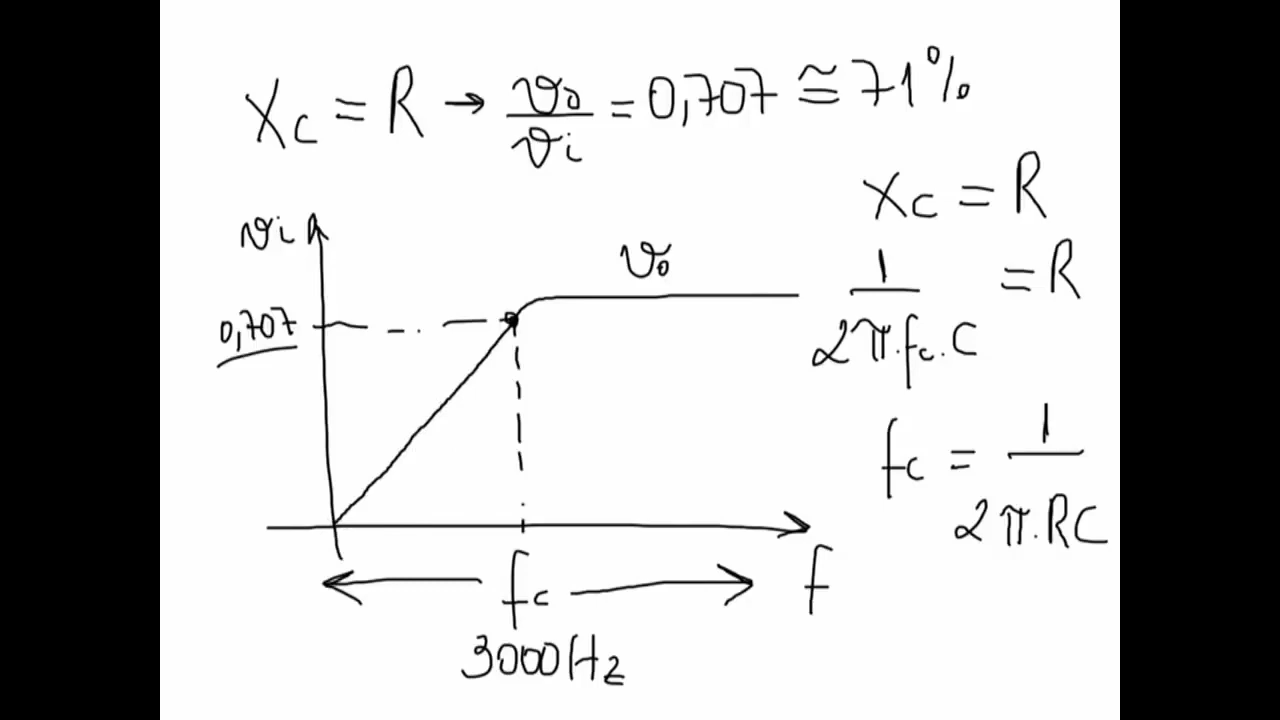 Xc = R → vo/vi = 0,707 ≅ 71%
Xc = R
1/2π.fc.C = R
fc = 1/2π.RC
vi
vo
0,707
fc
f
3000Hz